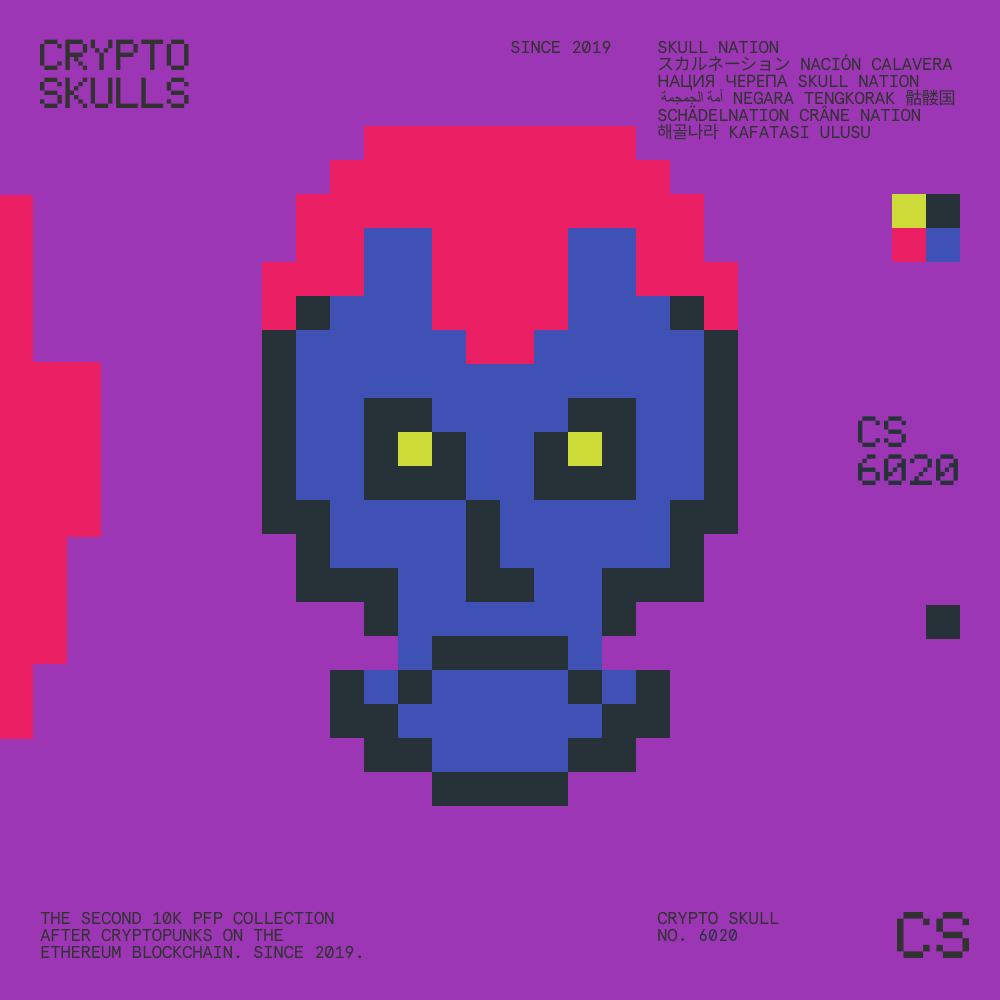 CRYPTO
SKULLS
SINCE 2019
SKULL NATION
スカルネーション NACIÓN CALAVERA
НАЦИЯ ЧЕРЕПА SKULL NATION
أمة الجمجمة NEGARA TENGKORAK 骷髅国
SCHÄDELNATION CRÂNE NATION
해골나라 KAFATASI ULUSU
CS
6020
THE SECOND 10K PFP COLLECTION
AFTER CRYPTOPUNKS ON THE
ETHEREUM BLOCKCHAIN. SINCE 2019.
CRYPTO SKULL
NO. 6020
CS